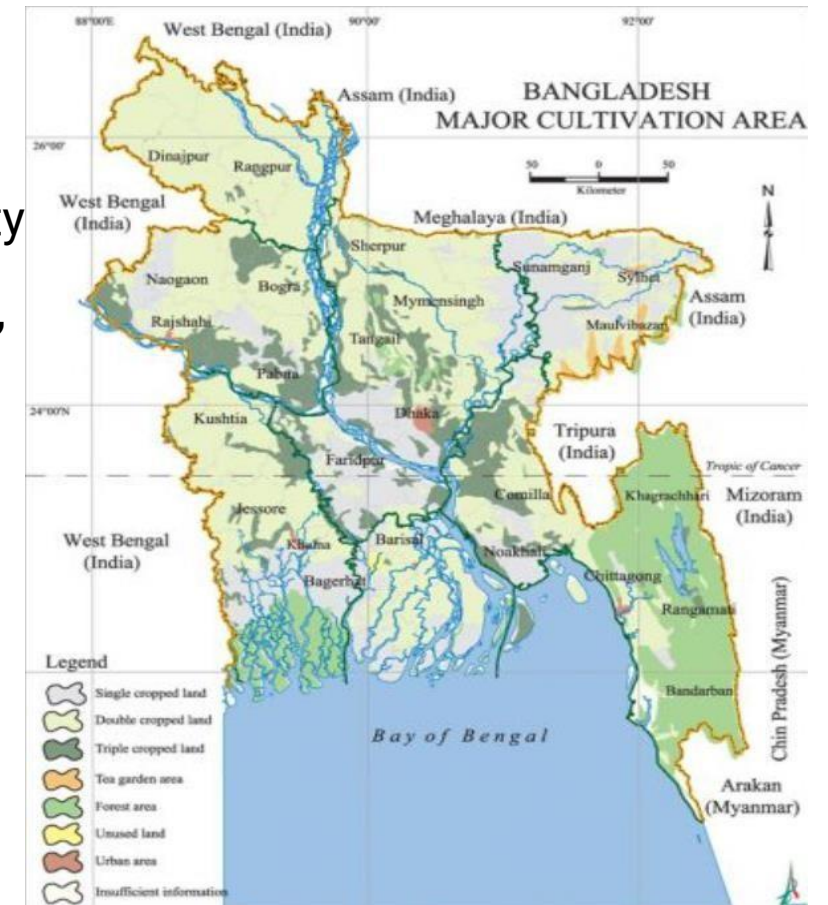 88°00'E
90°00'
92°00'
West Bengal (India)
Assam (India)
BANGLADESH
MAJOR CULTIVATION AREA
26°00'
50 0 50
Kilometer
N
Dinajpur
Rangpur
West Bengal
(India)
ty
,
Meghalaya (India)
Sherpur
Sunamganj
Sylhet
Naogaon
Bogra
Mymensingh
Assam
(India)
Rajshahi
Tangail
Maulvibazar
Pabna
24°00'N
Kushtia
Dhaka
Tripura
(India)
Faridpur
Tropic of Cancer
Comilla
Khagrachhari
Mizoram
(India)
Jessore
West Bengal
(India)
Khulna
Barisal
Noakhali
Bagerhat
Chittagong
Rangamati
Chin Pradesh (Myanmar)
Bandarban
Bay of Bengal
Arakan
(Myanmar)
Legend
Single cropped land
Double cropped land
Triple cropped land
Tea garden area
Forest area
Unused land
Urban area
Insufficient information